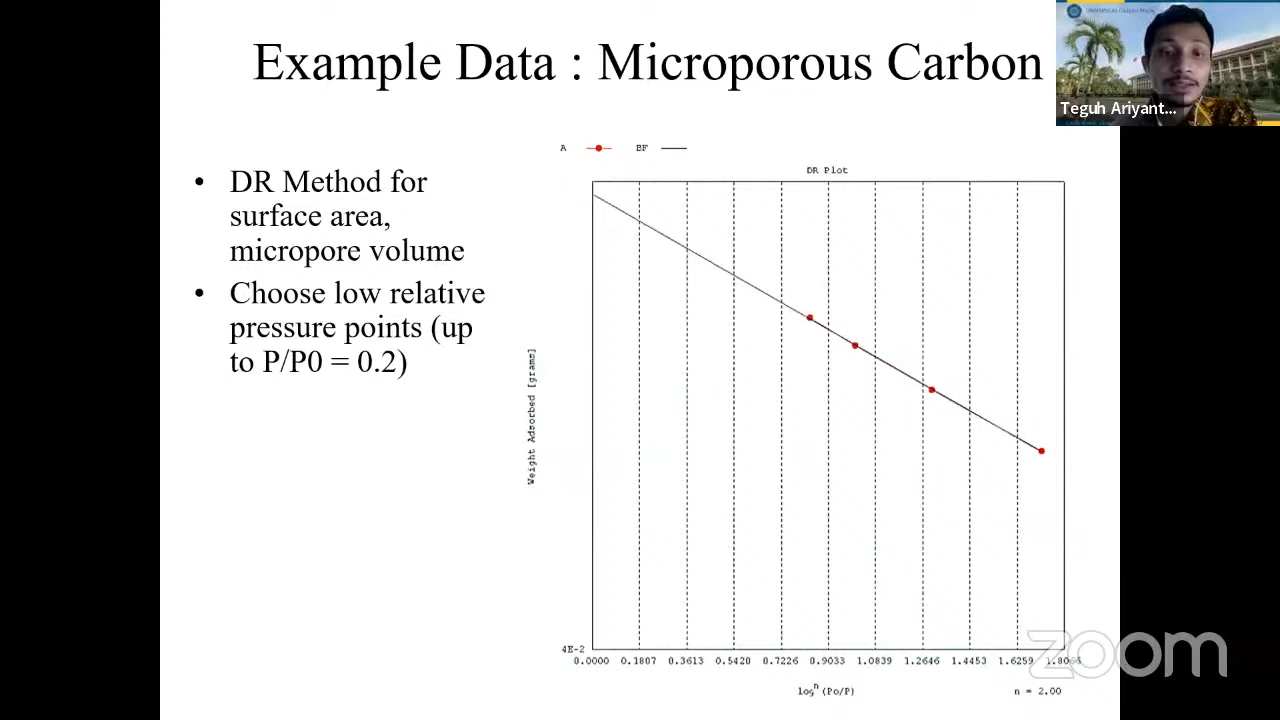 Example Data : Microporous Carbon
Teguh Ariyant...
• DR Method for
surface area,
micropore volume
• Choose low relative
pressure points (up
to P/P0 = 0.2)
A BF
DR Plot
Weight Adsorbed [grams]
4E-2
0.0000 0.1807 0.3613 0.5420 0.7226 0.9033 1.0839 1.2646 1.4453 1.6259 1.8066
logⁿ(Po/P)
n = 2.00
zoom